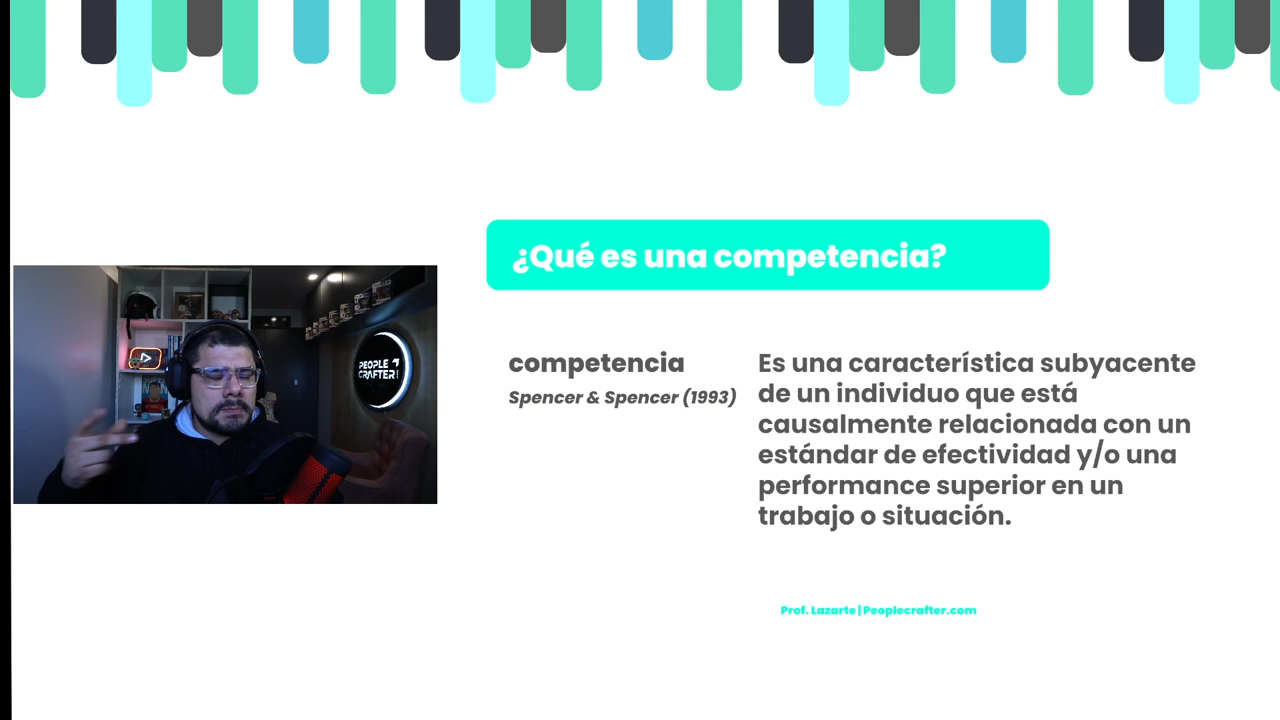 ¿Qué es una competencia?
competencia
Spencer & Spencer (1993)
Es una característica subyacente
de un individuo que está
causalmente relacionada con un
estándar de efectividad y/o una
performance superior en un
trabajo o situación.
PEOPLE
CRAFTER
Prof. Lazarte|Peoplecrafter.com